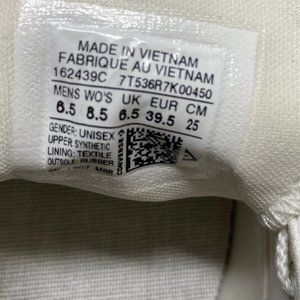 MADE IN VIETNAM
FABRIQUE AU VIETNAM
162439C 7T536R7K00450
MENS WO'S UK EUR CM
6.5 8.5 6.5 39.5 25
GENDER: UNISEX
UPPER: SYNTHETIC
LINING: TEXTILE
OUTSOLE: RUBBER
CONVERSE